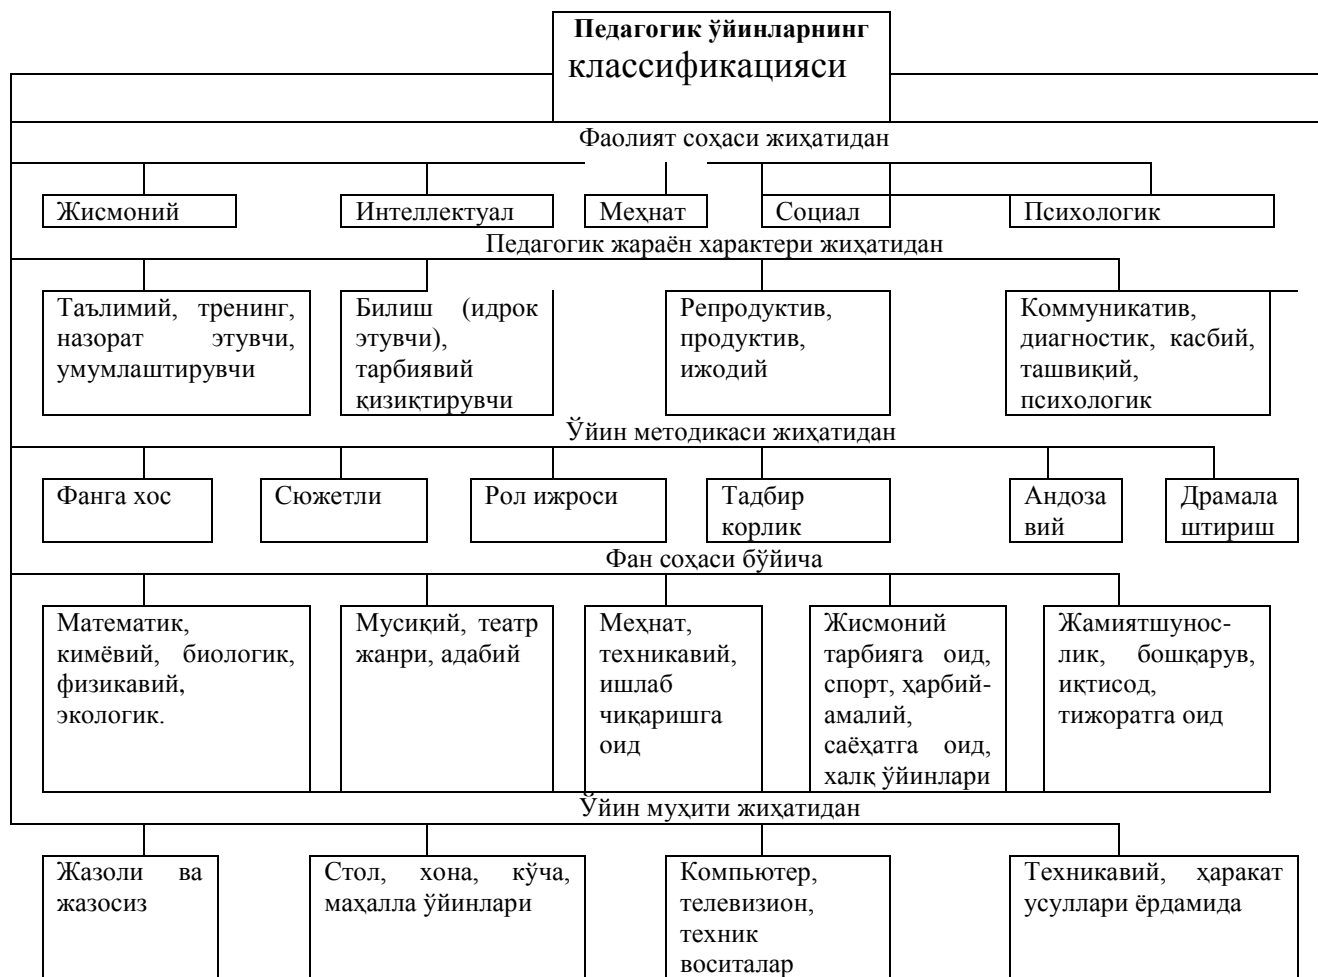 Педагогик ўйинларнинг
классификацияси
Фаолият соҳаси жиҳатидан
Жисмоний
Интеллектуал
Меҳнат
Социал
Психологик
Педагогик жараён характери жиҳатидан
Таълимий, тренинг,
назорат этувчи,
умумлаштирувчи
Билиш (идрок
этувчи),
тарбиявий
қизиқтирувчи
Репродуктив,
продуктив,
ижодий
Коммуникатив,
диагностик, касбий,
ташвиқий,
психологик
Ўйин методикаси жиҳатидан
Фанга хос
Сюжетли
Рол ижроси
Тадбир
корлик
Андоза
вий
Драмала
штириш
Фан соҳаси бўйича
Математик,
кимёвий, биологик,
физикавий,
экологик.
Мусиқий, театр
жанри, адабий
Меҳнат,
техникавий,
ишлаб
чиқаришга
оид
Жисмоний
тарбияга оид,
спорт, ҳарбий-
амалий,
саёҳатга оид,
халқ ўйинлари
Жамиятшунос-
лик, бошқарув,
иқтисод,
тижоратга оид
Ўйин муҳити жиҳатидан
Жазоли ва
жазосиз
Стол, хона, кўча,
маҳалла ўйинлари
Компьютер,
телевизион,
техник
воситалар
Техникавий, ҳаракат
усуллари ёрдамида